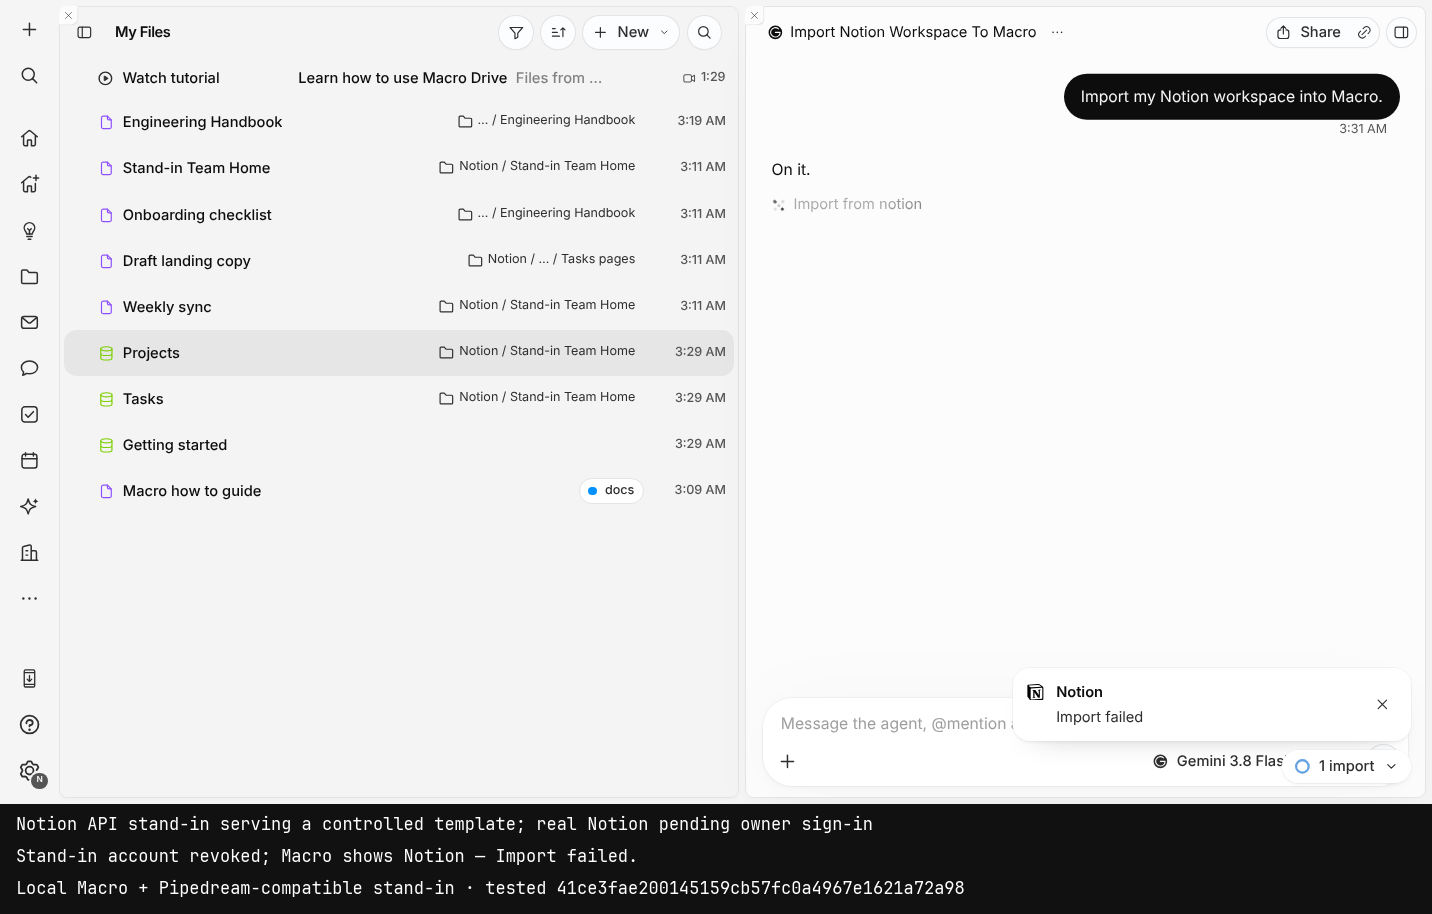 My Files
New
Watch tutorial
Learn how to use Macro Drive Files from ...
1:29
Engineering Handbook
... / Engineering Handbook
3:19 AM
Stand-in Team Home
Notion / Stand-in Team Home
3:11 AM
Onboarding checklist
... / Engineering Handbook
3:11 AM
Draft landing copy
Notion / ... / Tasks pages
3:11 AM
Weekly sync
Notion / Stand-in Team Home
3:11 AM
Projects
Notion / Stand-in Team Home
3:29 AM
Tasks
Notion / Stand-in Team Home
3:29 AM
Getting started
3:29 AM
Macro how to guide
docs
3:09 AM
N
Import Notion Workspace To Macro
Share
Import my Notion workspace into Macro.
3:31 AM
On it.
Import from notion
Notion
Import failed
Message the agent, @mention
Gemini 3.8
1 import
Notion API stand-in serving a controlled template; real Notion pending owner sign-in
Stand-in account revoked; Macro shows Notion — Import failed.
Local Macro + Pipedream-compatible stand-in · tested 41ce3fae200145159cb57fc0a4967e1621a72a98